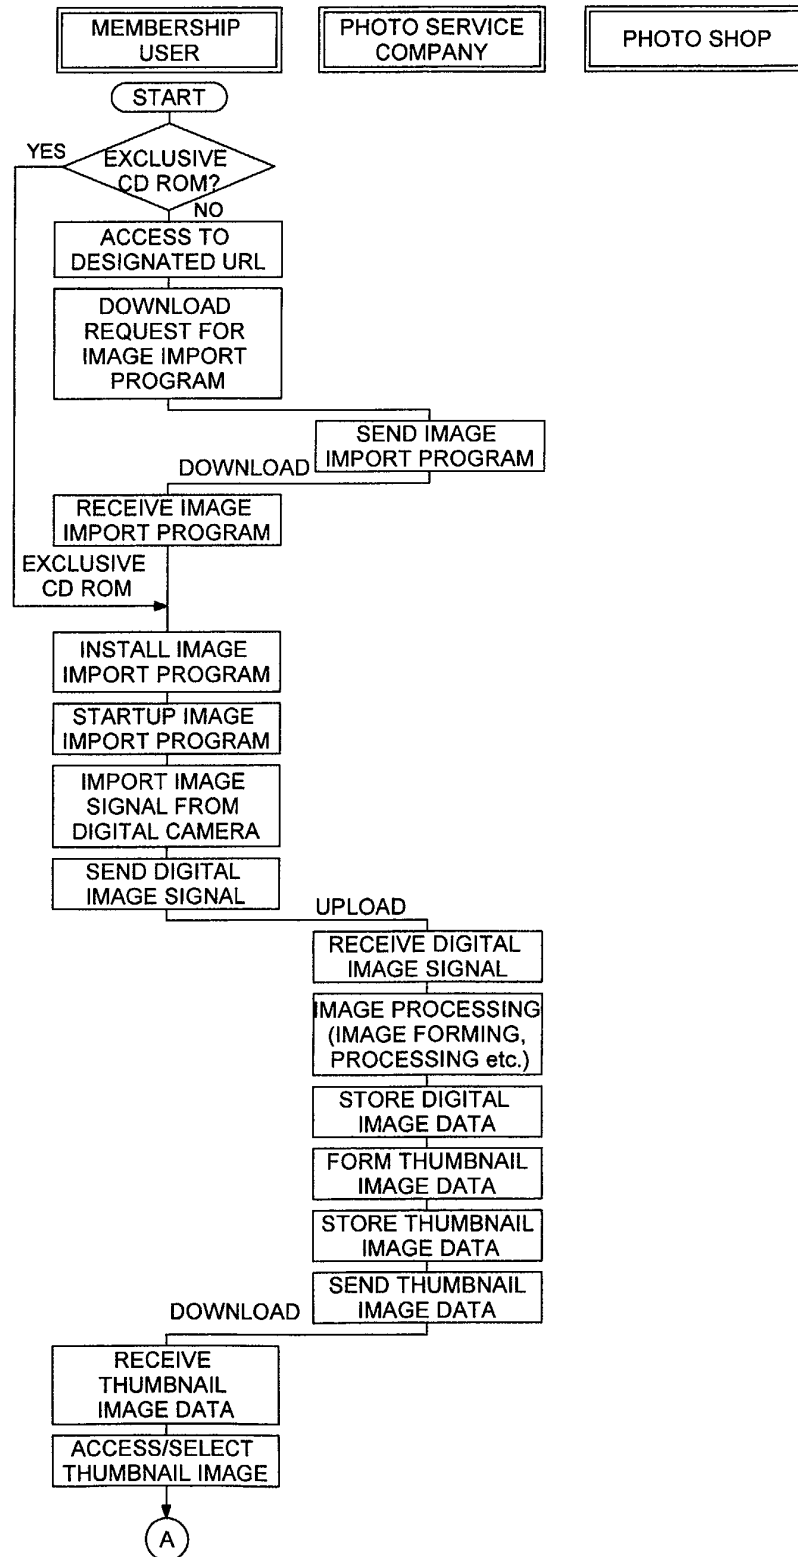 MEMBERSHIP
USER
PHOTO SERVICE
COMPANY
PHOTO SHOP
START
YES
EXCLUSIVE
CD ROM?
NO
ACCESS TO
DESIGNATED URL
DOWNLOAD
REQUEST FOR
IMAGE IMPORT
PROGRAM
SEND IMAGE
IMPORT PROGRAM
DOWNLOAD
RECEIVE IMAGE
IMPORT PROGRAM
EXCLUSIVE
CD ROM
INSTALL IMAGE
IMPORT PROGRAM
STARTUP IMAGE
IMPORT PROGRAM
IMPORT IMAGE
SIGNAL FROM
DIGITAL CAMERA
SEND DIGITAL
IMAGE SIGNAL
UPLOAD
RECEIVE DIGITAL
IMAGE SIGNAL
IMAGE PROCESSING
(IMAGE FORMING,
PROCESSING etc.)
STORE DIGITAL
IMAGE DATA
FORM THUMBNAIL
IMAGE DATA
STORE THUMBNAIL
IMAGE DATA
SEND THUMBNAIL
IMAGE DATA
DOWNLOAD
RECEIVE
THUMBNAIL
IMAGE DATA
ACCESS/SELECT
THUMBNAIL IMAGE
A